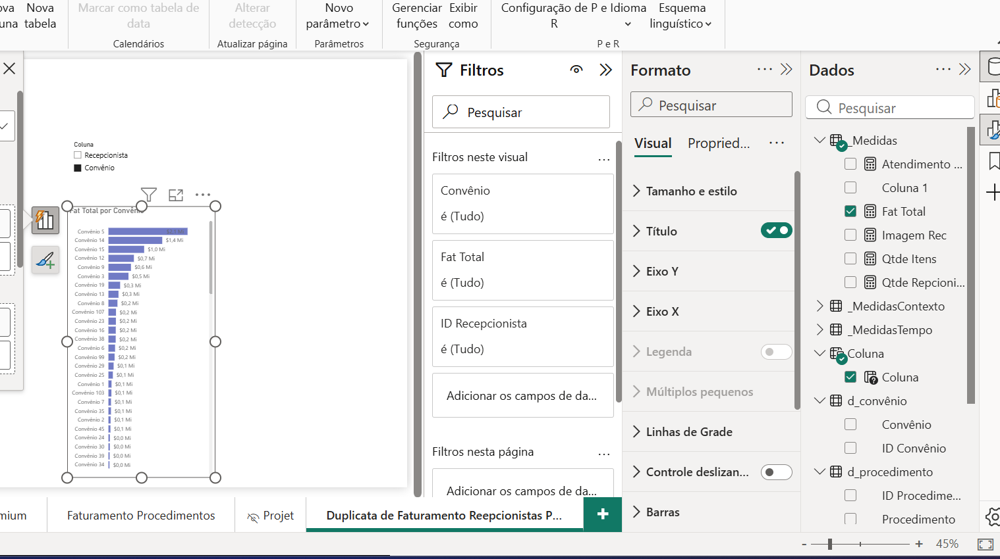 ova
una
Nova
tabela
Marcar como tabela de
data
Calendários
Alterar
detecção
Atualizar página
Novo
parâmetro
Parâmetros
Gerenciar
funções
Exibir
como
Segurança
Configuração de P e Idioma
R
Esquema
linguístico
P e R
Coluna
Recepcionista
Convênio
Fat Total por Convênio
Convênio 5
Convênio 14 $1,4 Mi
Convênio 15 $1,0 Mi
Convênio 12 $0,7 Mi
Convênio 9 $0,6 Mi
Convênio 3 $0,5 Mi
Convênio 19 $0,3 Mi
Convênio 13 $0,3 Mi
Convênio 8 $0,2 Mi
Convênio 107 $0,2 Mi
Convênio 23 $0,2 Mi
Convênio 16 $0,2 Mi
Convênio 38 $0,2 Mi
Convênio 6 $0,2 Mi
Convênio 99 $0,2 Mi
Convênio 29 $0,1 Mi
Convênio 25 $0,1 Mi
Convênio 1 $0,1 Mi
Convênio 103 $0,1 Mi
Convênio 7 $0,1 Mi
Convênio 35 $0,1 Mi
Convênio 2 $0,1 Mi
Convênio 45 $0,1 Mi
Convênio 24 $0,0 Mi
Convênio 30 $0,0 Mi
Convênio 39 $0,0 Mi
Convênio 34 $0,0 Mi
Filtros
Pesquisar
Filtros neste visual
Convênio
é (Tudo)
Fat Total
é (Tudo)
ID Recepcionista
é (Tudo)
Adicionar os campos de da...
Filtros nesta página
Adicionar os campos de da...
Formato
Pesquisar
Visual Propried...
Tamanho e estilo
Título
Eixo Y
Eixo X
Legenda
Múltiplos pequenos
Linhas de Grade
Controle deslizan...
Barras
Dados
Pesquisar
_Medidas
Atendimento ...
Coluna 1
Fat Total
Imagem Rec
Qtde Itens
Qtde Repcioni...
_MedidasContexto
_MedidasTempo
Coluna
Coluna
d_convênio
Convênio
ID Convênio
d_procedimento
ID Procedime...
Procedimento
mium
Faturamento Procedimentos
Projet
Duplicata de Faturamento Reepcionistas P...
+
- + 45%